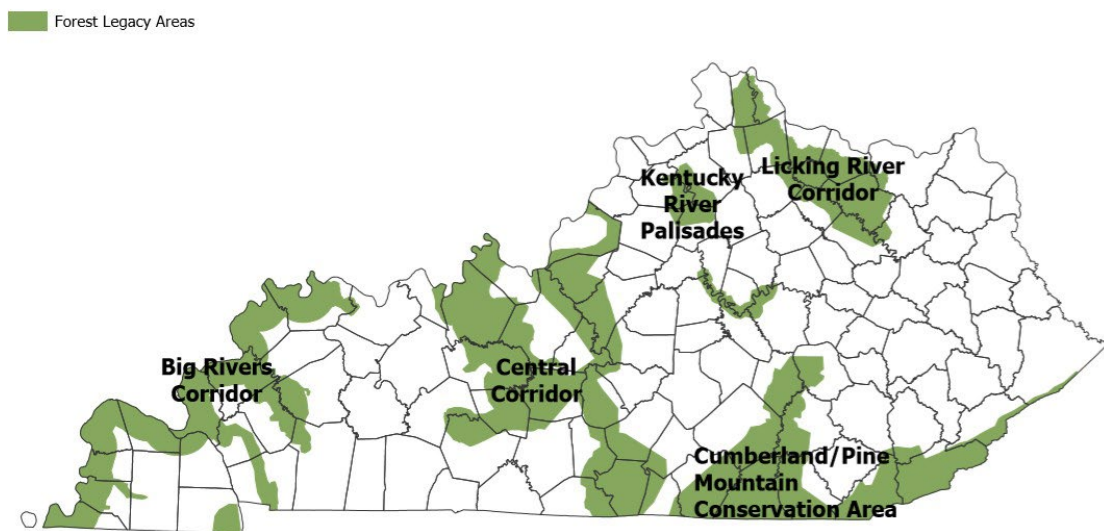 Forest Legacy Areas
Licking River
Corridor
Kentucky
River
Palisades
Big Rivers
Corridor
Central
Corridor
Cumberland/Pine
Mountain
Conservation Area